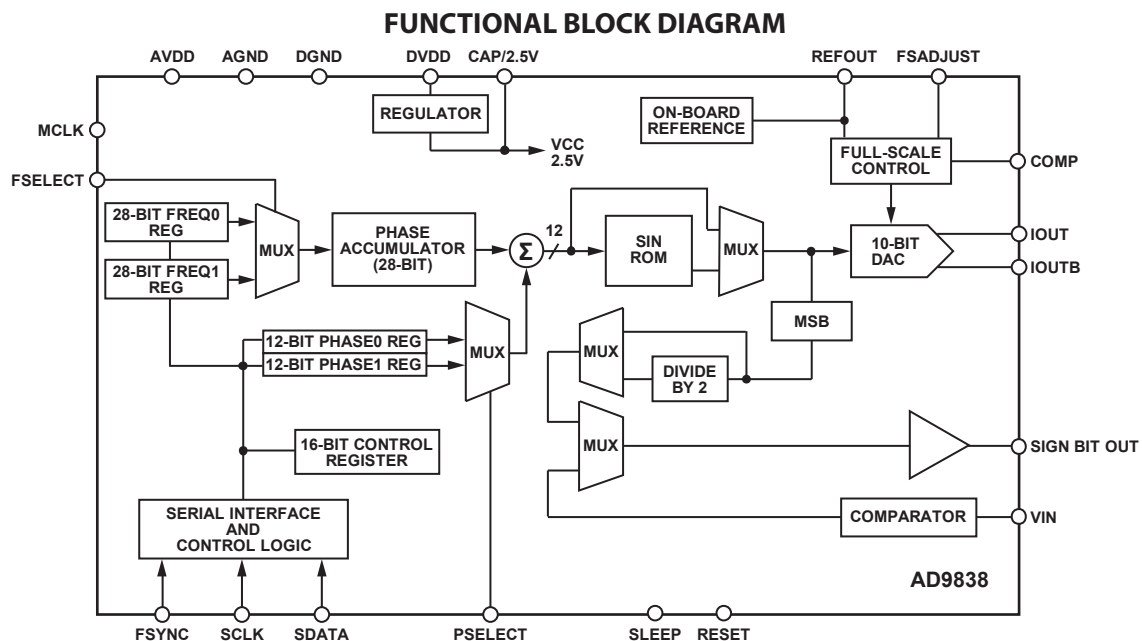 FUNCTIONAL BLOCK DIAGRAM
AVDD
AGND
DGND
DVDD
CAP/2.5V
REFOUT
FSADJUST
MCLK
REGULATOR
VCC
2.5V
ON-BOARD
REFERENCE
FULL-SCALE
CONTROL
COMP
FSELECT
28-BIT FREQ0
REG
28-BIT FREQ1
REG
MUX
PHASE
ACCUMULATOR
(28-BIT)
Σ
12
SIN
ROM
MUX
10-BIT
DAC
IOUT
IOUTB
MSB
12-BIT PHASE0 REG
12-BIT PHASE1 REG
MUX
MUX
DIVIDE
BY 2
16-BIT CONTROL
REGISTER
MUX
SIGN BIT OUT
SERIAL INTERFACE
AND
CONTROL LOGIC
COMPARATOR
VIN
AD9838
FSYNC
SCLK
SDATA
PSELECT
SLEEP
RESET